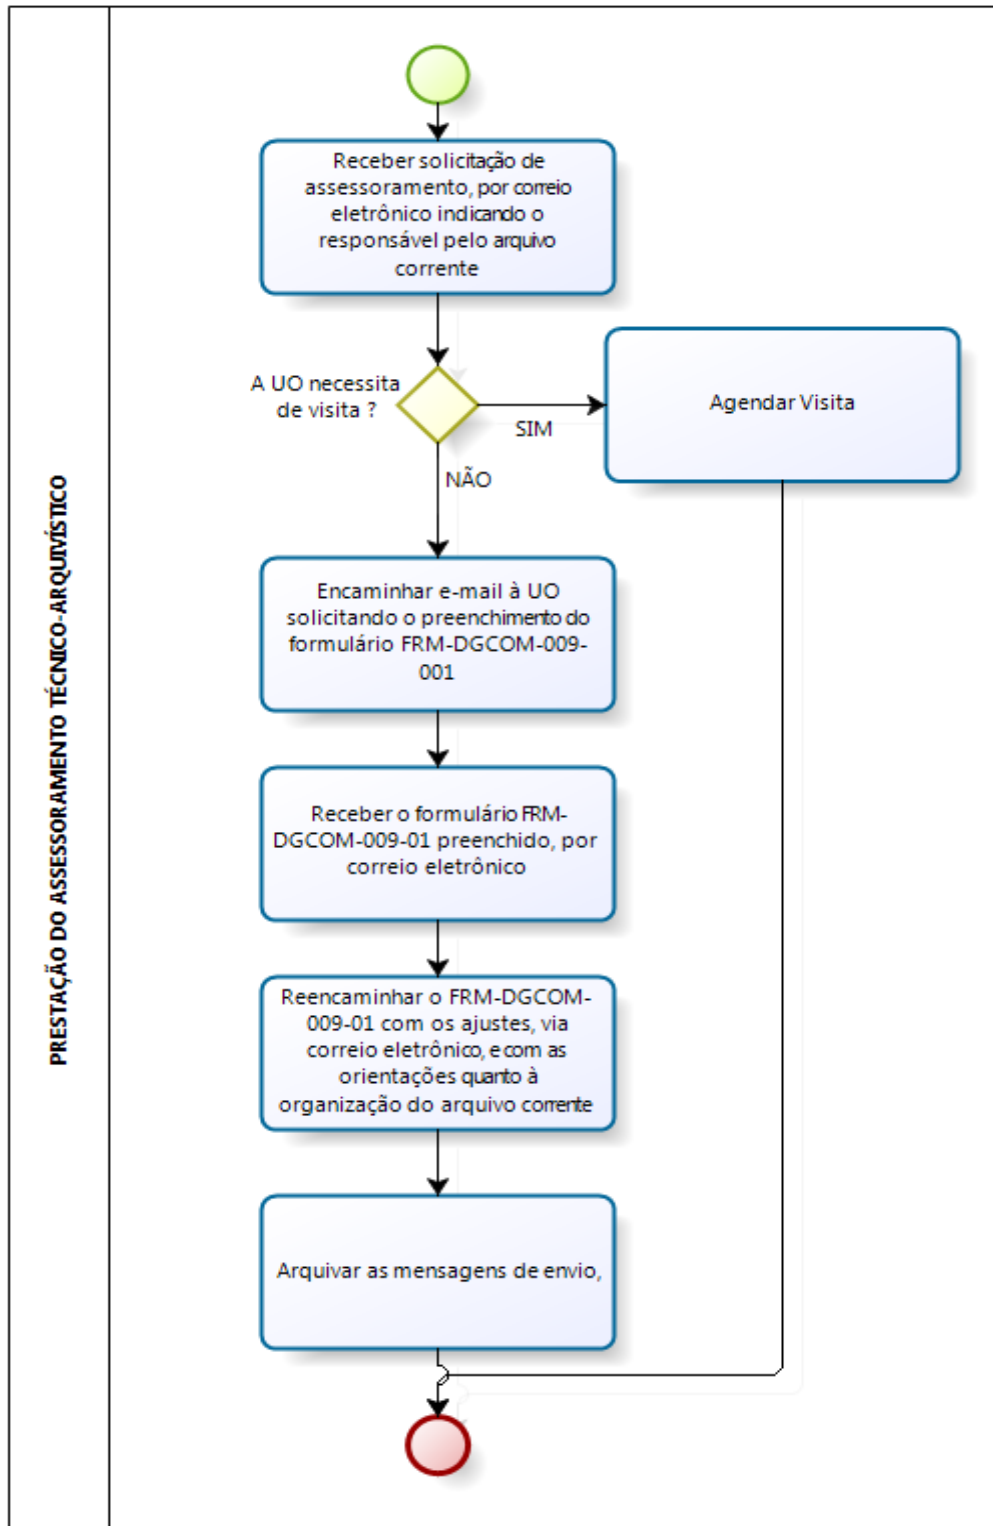 PRESTAÇÃO DO ASSESSORAMENTO TÉCNICO-ARQUIVÍSTICO
Receber solicitação de
assessoramento, por correio
eletrônico indicando o
responsável pelo arquivo
corrente
A UO necessita
de visita ?
SIM
Agendar Visita
NÃO
Encaminhar e-mail à UO
solicitando o preenchimento do
formulário FRM-DGCOM-009-
001
Receber o formulário FRM-
DGCOM-009-01 preenchido, por
correio eletrônico
Reencaminhar o FRM-DGCOM-
009-01 com os ajustes, via
correio eletrônico, e com as
orientações quanto à
organização do arquivo corrente
Arquivar as mensagens de envio,